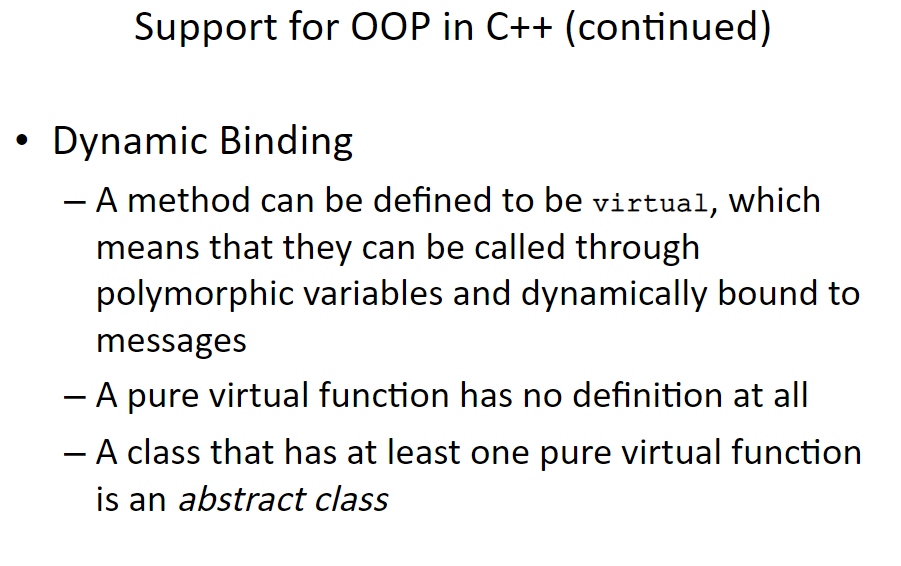 Support for OOP in C++ (continued)
• Dynamic Binding
– A method can be defined to be virtual, which
means that they can be called through
polymorphic variables and dynamically bound to
messages
– A pure virtual function has no definition at all
– A class that has at least one pure virtual function
is an abstract class